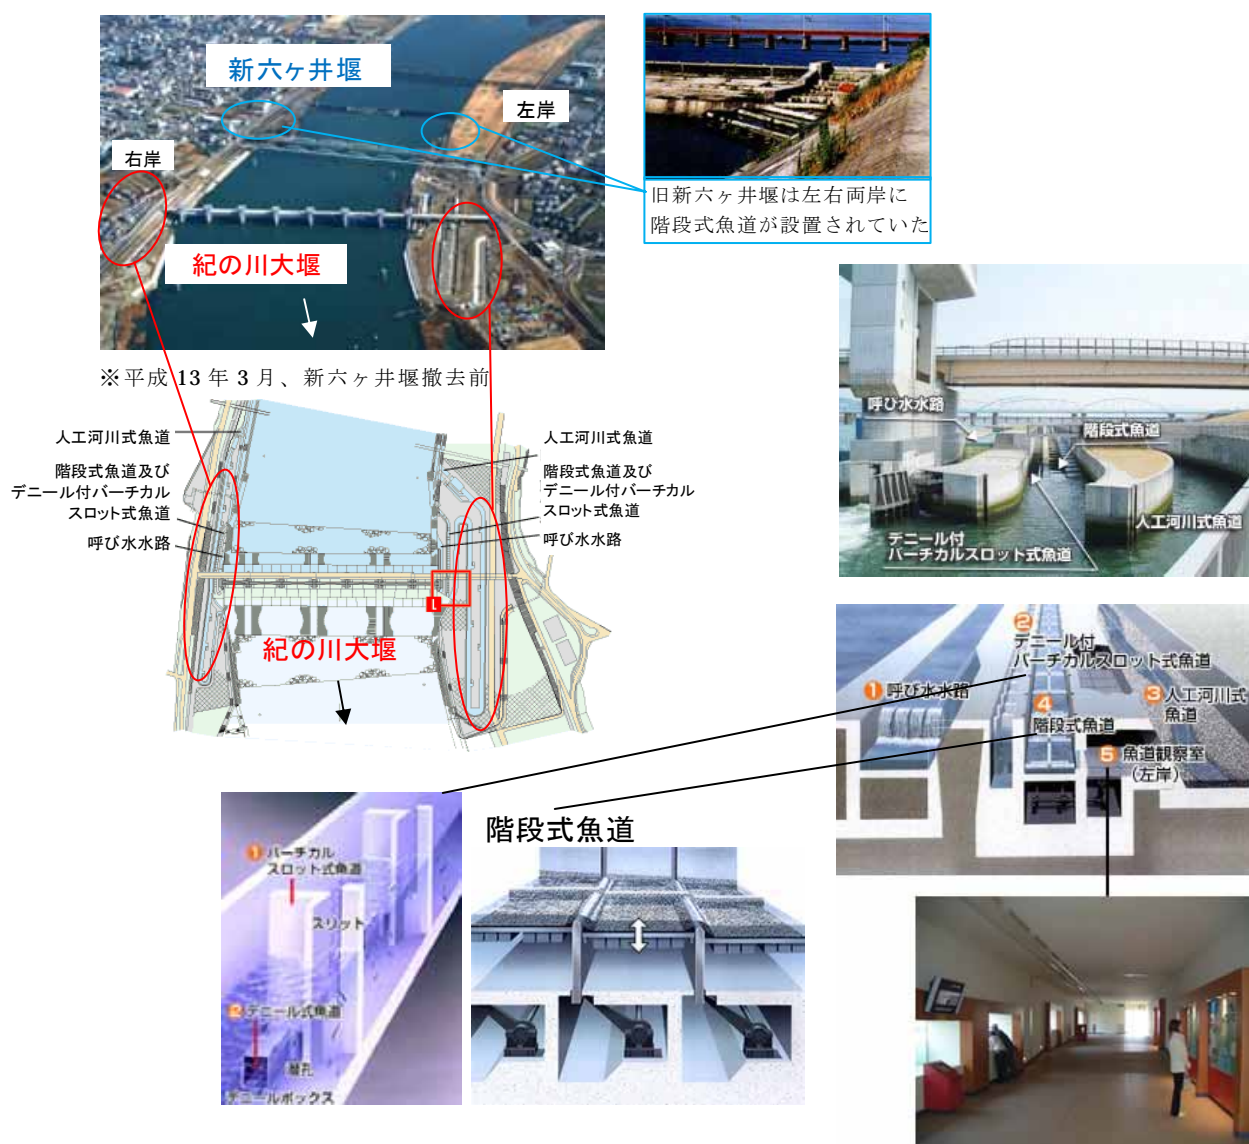 新六ヶ井堰
左岸
右岸
紀の川大堰
旧新六ヶ井堰は左右両岸に
階段式魚道が設置されていた
※平成 13 年 3 月、新六ヶ井堰撤去前
人工河川式魚道
階段式魚道及び
デニール付バーチカル
スロット式魚道
呼び水水路
人工河川式魚道
階段式魚道及び
デニール付バーチカル
スロット式魚道
呼び水水路
L
紀の川大堰
呼び水水路
階段式魚道
人工河川式魚道
デニール付
バーチカルスロット式魚道
2
デニール付
バーチカルスロット式魚道
1 呼び水水路
3 人工河川式
魚道
4
階段式魚道
5 魚道観察室
(左岸)
階段式魚道
1 バーチカル
スロット式魚道
スリット
2 デニール式魚道
潜孔
デニールボックス